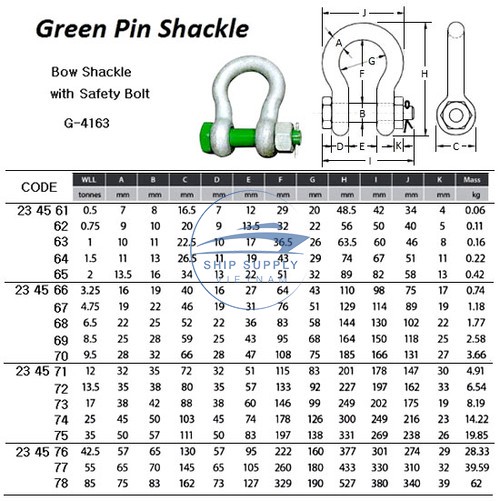 Green Pin Shackle
Bow Shackle
with Safety Bolt
G-4163
J
A
F
G
H
B
D E K
I
C
CODE WLL A B C D E F G H I J K Mass
tonnes mm mm mm mm mm mm mm mm mm mm mm kg
23 45 61 0.5 7 8 16.5 7 12 29 20 48.5 42 34 4 0.06
62 0.75 9 10 20 9 13.5 32 22 56 50 40 5 0.11
63 1 10 11 22.5 10 17 36.5 26 63.5 60 46 8 0.16
64 1.5 11 13 26.5 11 19 43 29 74 67 51 11 0.22
65 2 13.5 16 34 13 22 51 32 89 82 58 13 0.42
23 45 66 3.25 16 19 40 16 27 64 43 110 98 75 17 0.74
67 4.75 19 22 46 19 31 76 51 129 114 89 19 1.18
68 6.5 22 25 52 22 36 83 58 144 130 102 22 1.77
69 8.5 25 28 59 25 43 95 68 164 150 118 25 2.58
70 9.5 28 32 66 28 47 108 75 185 166 131 27 3.66
23 45 71 12 32 35 72 32 51 115 83 201 178 147 30 4.91
72 13.5 35 38 80 35 57 133 92 227 197 162 33 6.54
73 17 38 42 88 38 60 146 99 249 202 175 19 8.19
74 25 45 50 103 45 74 178 126 300 249 216 23 14.22
75 35 50 57 111 50 83 197 138 331 269 238 26 19.85
23 45 76 42.5 57 65 130 57 95 222 160 377 301 274 29 28.33
77 55 65 70 145 65 105 260 180 433 330 310 32 39.59
78 85 75 83 162 73 127 329 190 527 380 340 39 62
SHIP SUPPLY